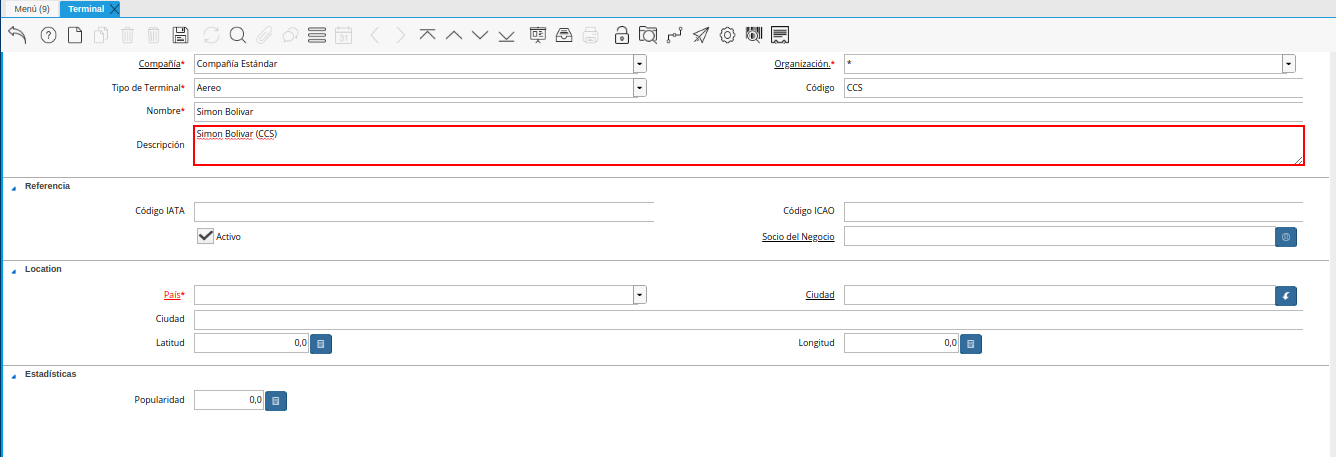 Menú (9) Terminal
31
Compañía* Compañía Estándar Organización.* *
Tipo de Terminal* Aereo Código CCS
Nombre* Simon Bolivar
Descripción Simon Bolivar (CCS)
Referencia
Código IATA Código ICAO
Activo Socio del Negocio
Location
País* Ciudad
Ciudad
Latitud 0,0 Longitud 0,0
Estadísticas
Popularidad 0,0